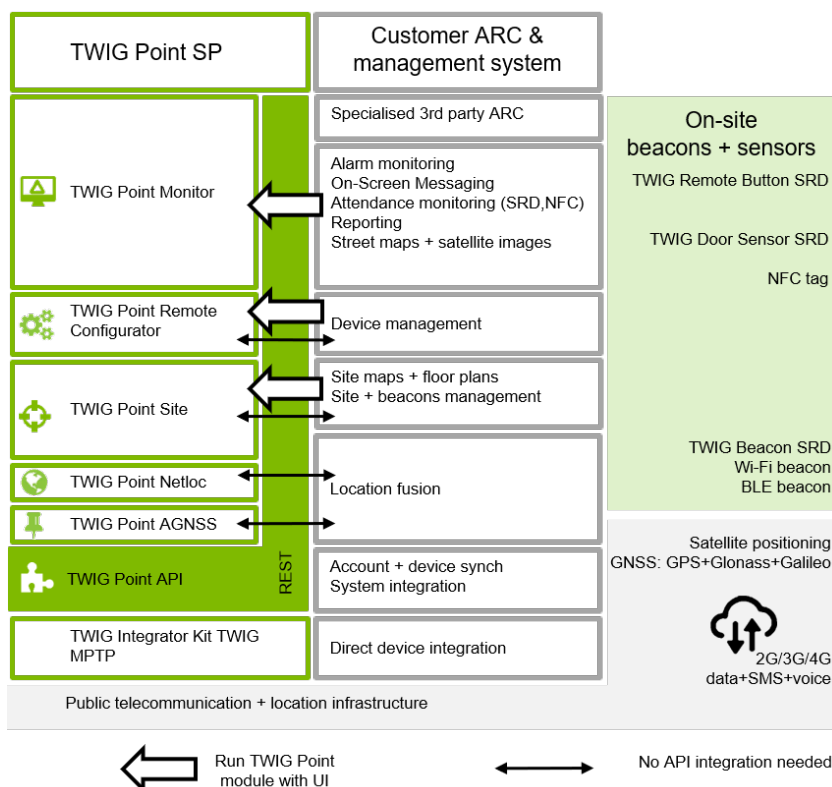 TWIG Point SP
Customer ARC &
management system
Specialised 3rd party ARC
TWIG Point Monitor
Alarm monitoring
On-Screen Messaging
Attendance monitoring (SRD,NFC)
Reporting
Street maps + satellite images
TWIG Point Remote
Configurator
Device management
TWIG Point Site
Site maps + floor plans
Site + beacons management
TWIG Point Netloc
Location fusion
TWIG Point AGNSS
TWIG Point API
REST
Account + device synch
System integration
TWIG Integrator Kit TWIG
MPTP
Direct device integration
On-site
beacons + sensors
TWIG Remote Button SRD
TWIG Door Sensor SRD
NFC tag
TWIG Beacon SRD
Wi-Fi beacon
BLE beacon
Satellite positioning
GNSS: GPS+Glonass+Galileo
2G/3G/4G
data+SMS+voice
Public telecommunication + location infrastructure
Run TWIG Point
module with UI
No API integration needed